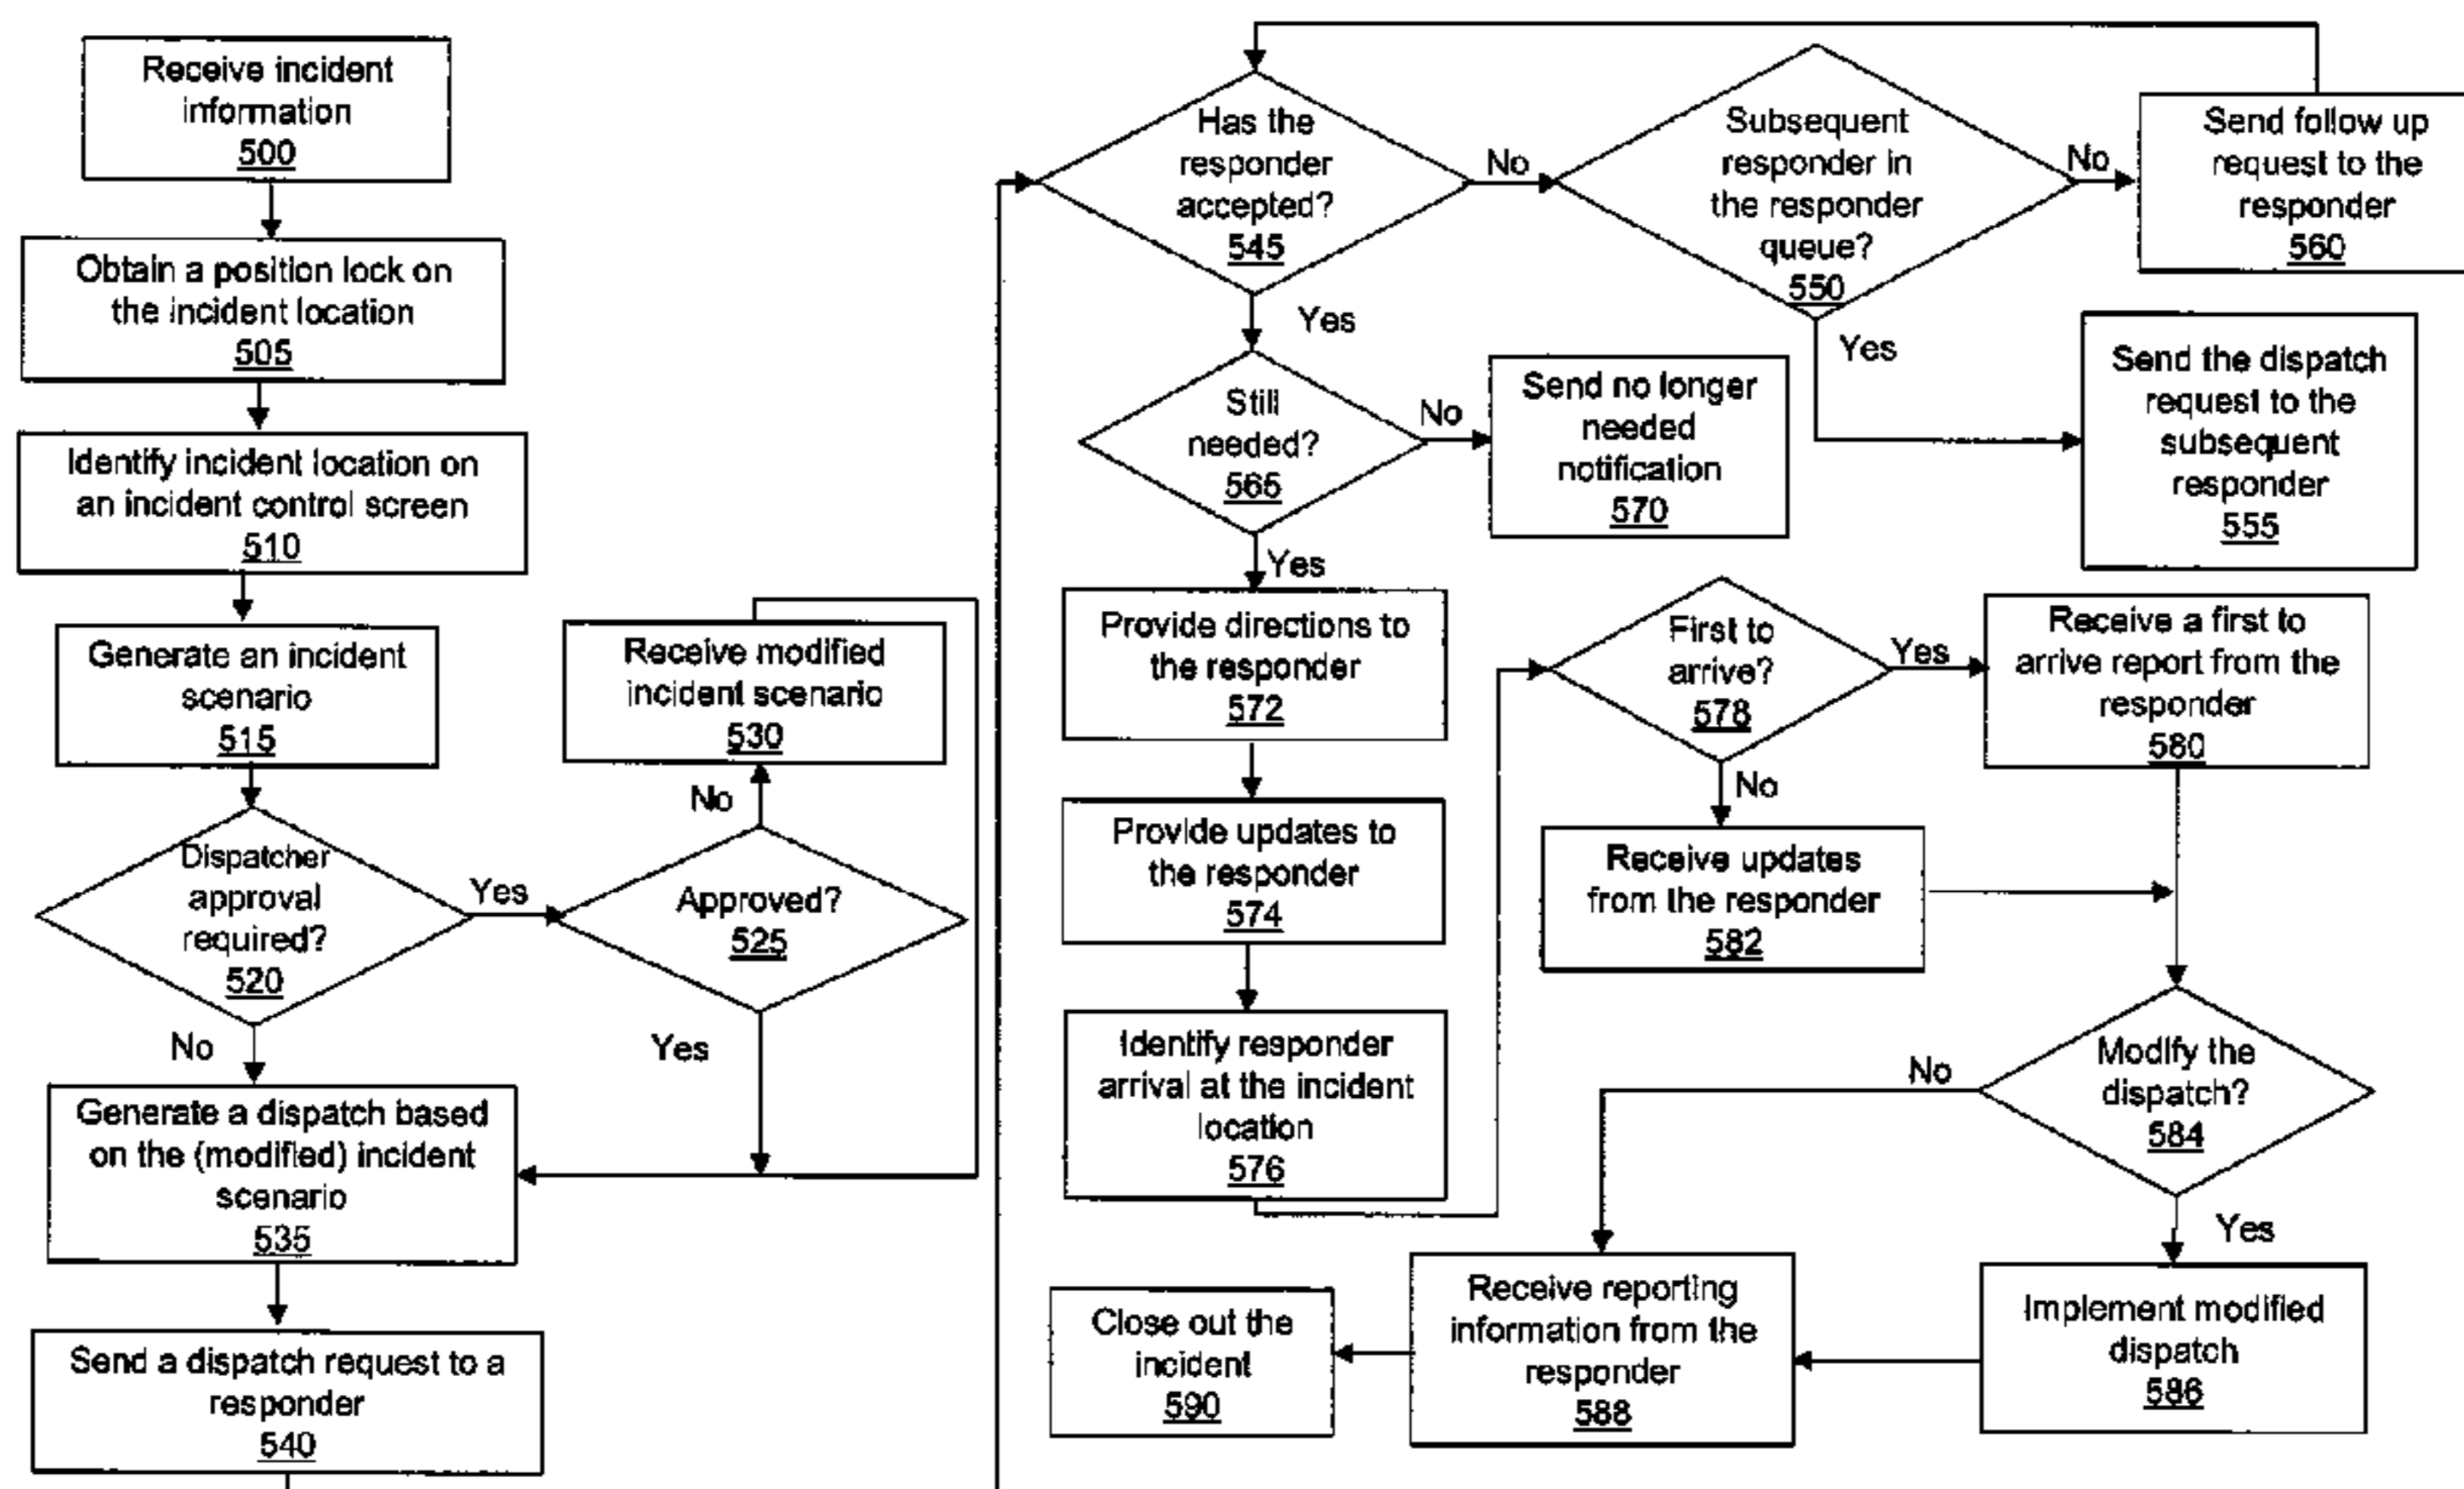 Receive incident
information
500
Obtain a position lock on
the incident location
505
Identify incident location on
an incident control screen
510
Generate an incident
scenario
515
Dispatcher
approval
required?
520
Yes
No
Approved?
525
No
Yes
Receive modified
incident scenario
530
Generate a dispatch based
on the (modified) incident
scenario
535
Send a dispatch request to a
responder
540
Has the
responder
accepted?
545
No
Yes
Subsequent
responder in
the responder
queue?
550
No
Yes
Send follow up
request to the
responder
560
Send the dispatch
request to the
subsequent
responder
555
Still
needed?
565
No
Yes
Send no longer
needed
notification
570
Provide directions to
the responder
572
Provide updates to
the responder
574
Identify responder
arrival at the incident
location
576
First to
arrive?
578
Yes
No
Receive a first to
arrive report from the
responder
580
Receive updates
from the responder
582
Modify the
dispatch?
584
No
Yes
Implement modified
dispatch
586
Receive reporting
information from the
responder
588
Close out the
incident
590